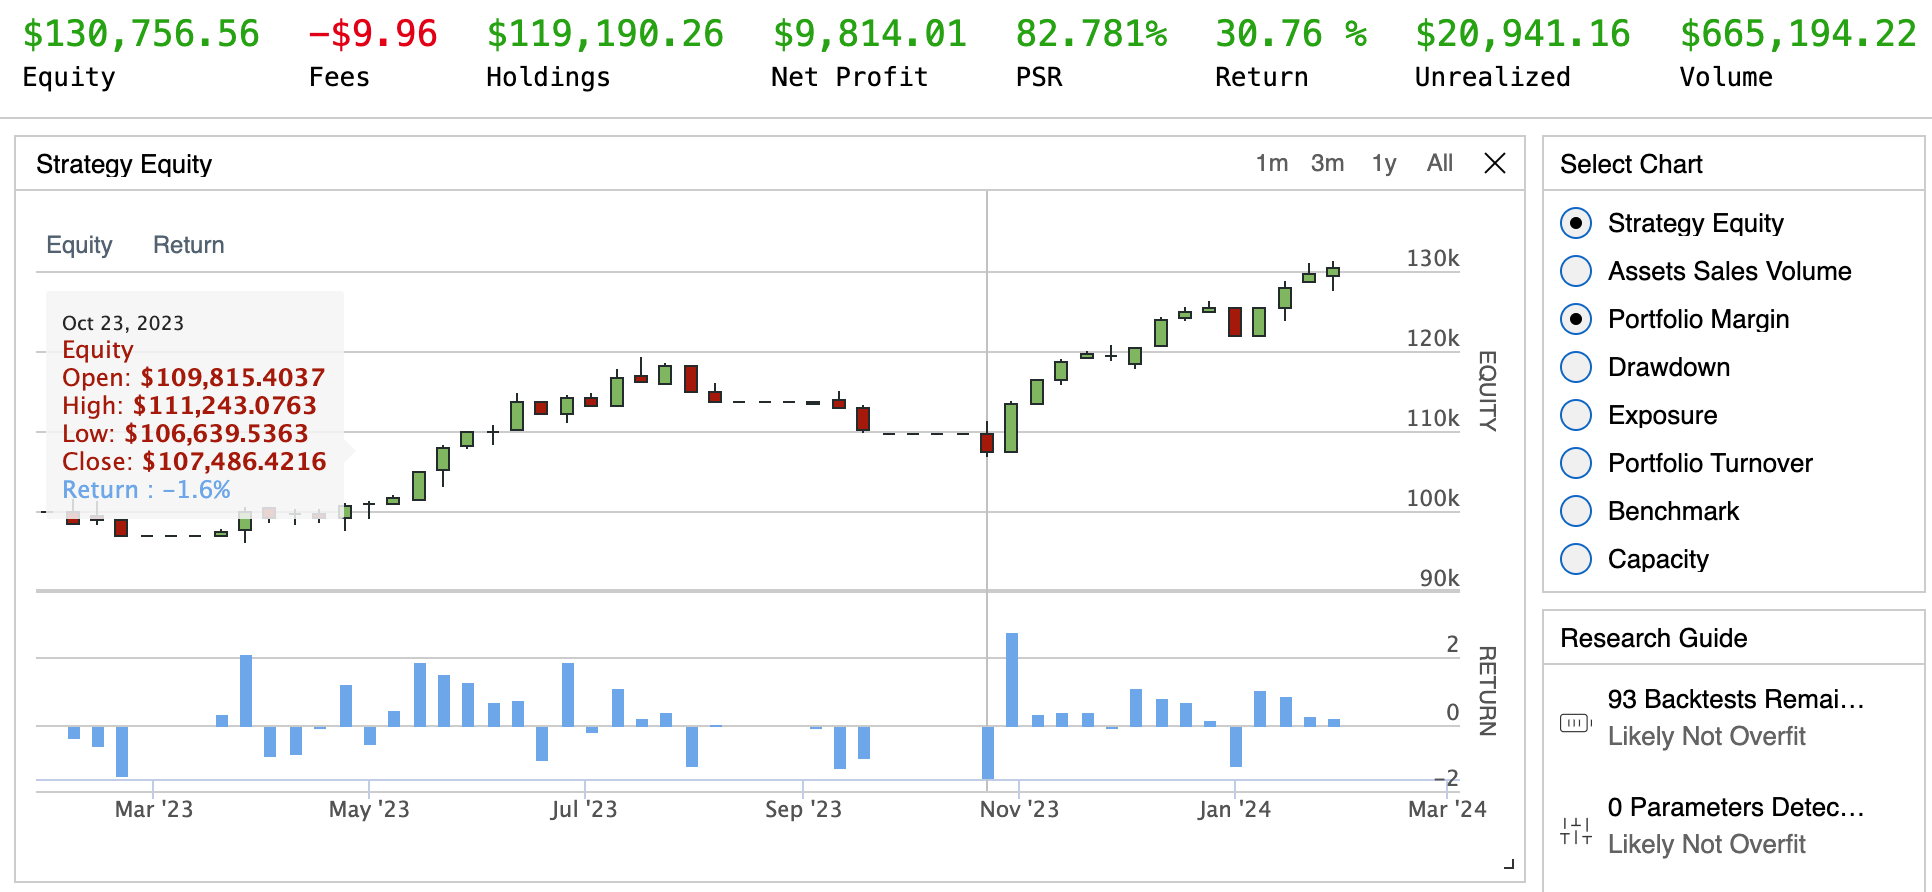 $130,756.56 -$9.96 $119,190.26 $9,814.01 82.781% 30.76 % $20,941.16 $665,194.22
Equity Fees Holdings Net Profit PSR Return Unrealized Volume
Strategy Equity
1m 3m 1y All
Equity Return
Oct 23, 2023
Equity
Open: $109,815.4037
High: $111,243.0763
Low: $106,639.5363
Close: $107,486.4216
Return : -1.6%
130k
120k
110k
100k
90k
EQUITY
2
0
-2
RETURN
Mar '23 May '23 Jul '23 Sep '23 Nov '23 Jan '24 Mar '24
Select Chart
Strategy Equity
Assets Sales Volume
Portfolio Margin
Drawdown
Exposure
Portfolio Turnover
Benchmark
Capacity
Research Guide
93 Backtests Remai...
Likely Not Overfit
0 Parameters Detec...
Likely Not Overfit